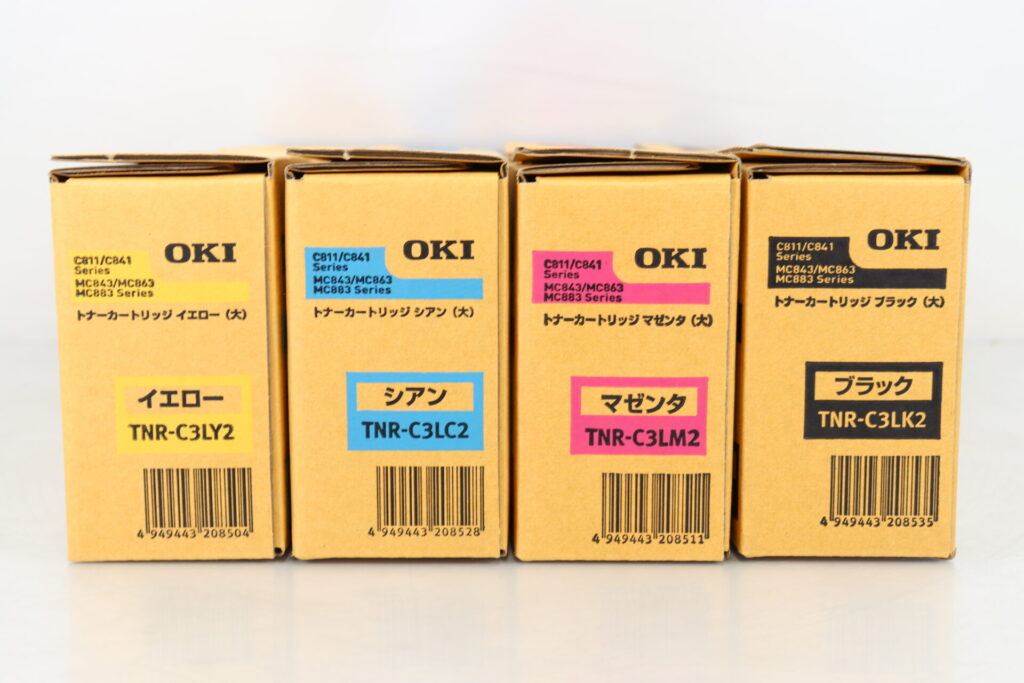 OKI
C811/C841
Series
MC843/MC863
MC883 Series
トナーカートリッジ イエロー（大）
イエロー
TNR-C3LY2
4 949443 208504
OKI
C811/C841
Series
MC843/MC863
MC883 Series
トナーカートリッジ シアン（大）
シアン
TNR-C3LC2
4 949443 208528
OKI
C811/C841
Series
MC843/MC863
MC883 Series
トナーカートリッジ マゼンタ（大）
マゼンタ
TNR-C3LM2
4 949443 208511
OKI
C811/C841
Series
MC843/MC863
MC883 Series
トナーカートリッジ ブラック（大）
ブラック
TNR-C3LK2
4 949443 208535